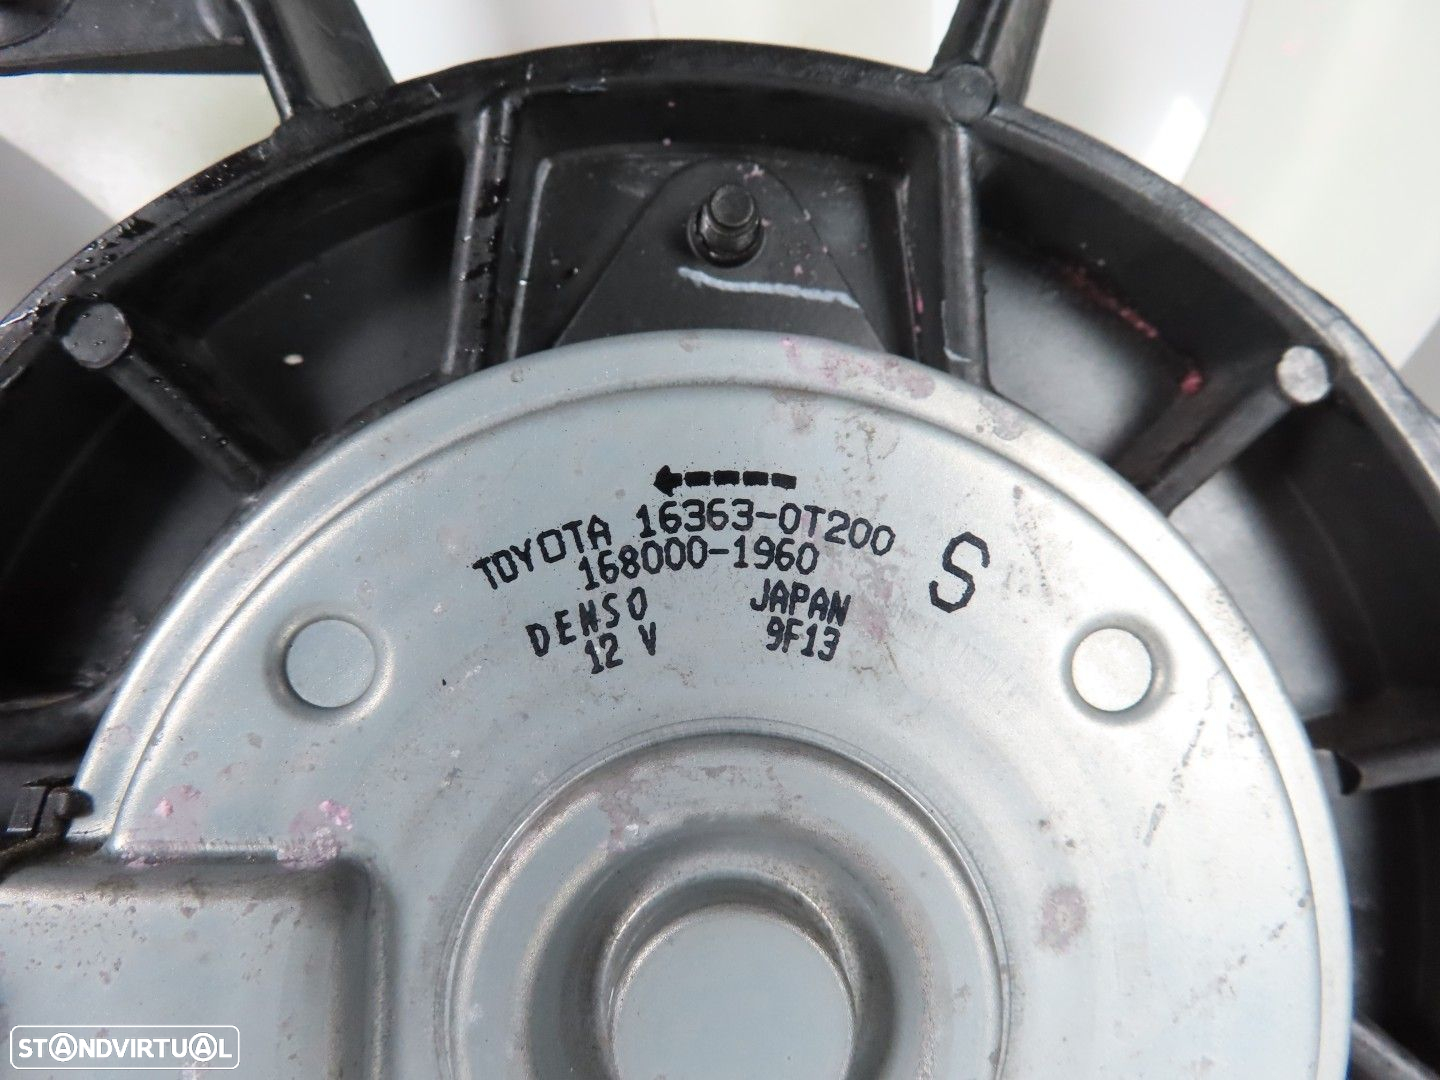 TOYOTA 16363-0T200
168000-1960
S
DENSO JAPAN
12 V 9F13
STANDVIRTUAL